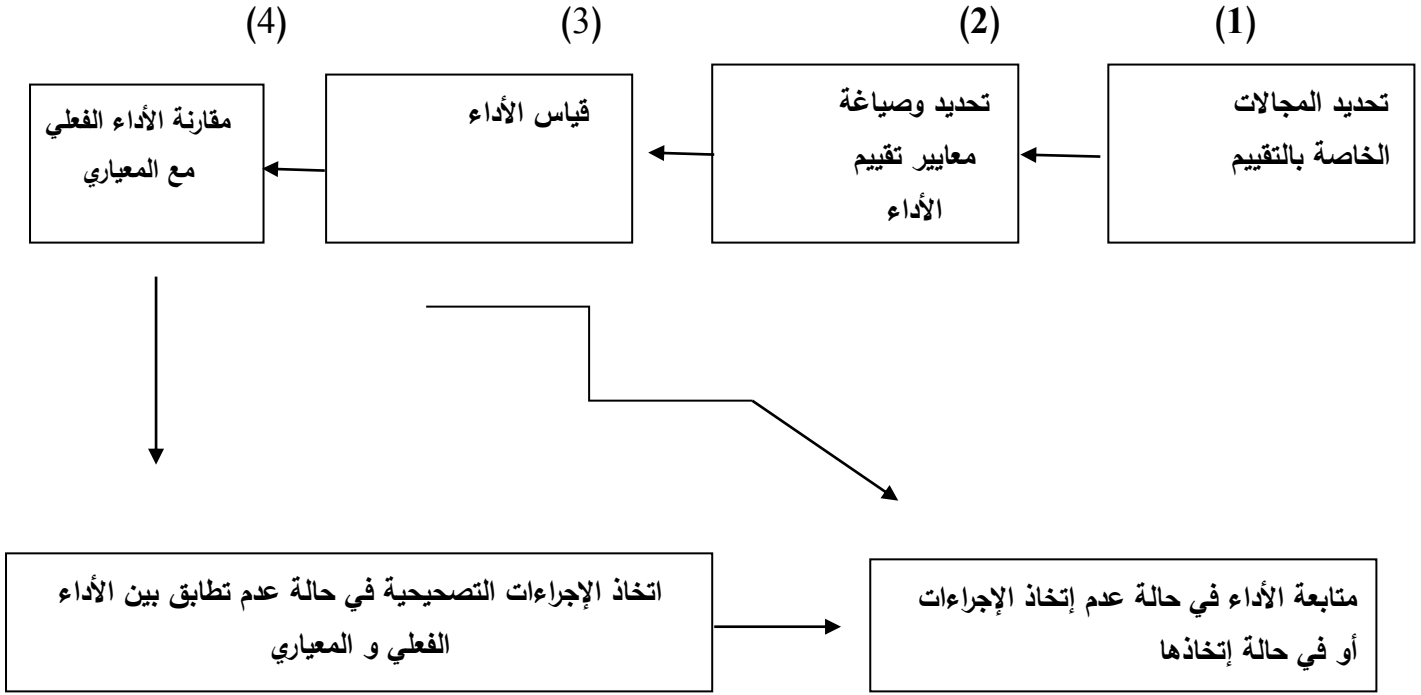 (1)
(2)
(3)
(4)
تحديد المجالات
الخاصة بالتقييم
تحديد وصياغة
معايير تقييم
الأداء
قياس الأداء
مقارنة الأداء الفعلي
مع المعياري
اتخاذ الإجراءات التصحيحية في حالة عدم تطابق بين الأداء
الفعلي و المعياري
متابعة الأداء في حالة عدم إتخاذ الإجراءات
أو في حالة إتخاذها